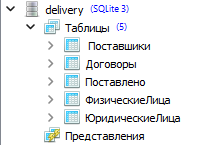 delivery (SQLite 3)
Таблицы (5)
Поставшики
Договоры
Поставлено
ФизическиеЛица
ЮридическиеЛица
Представления